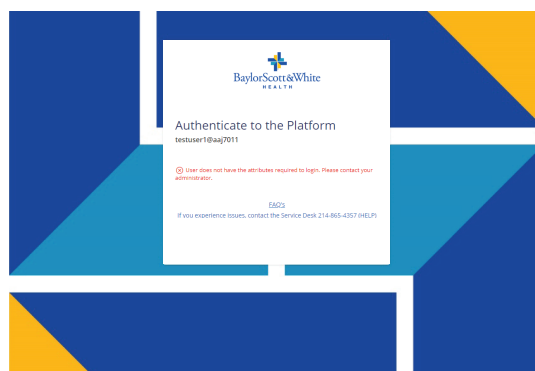 BaylorScott&White
HEALTH
Authenticate to the Platform
testuser1@aaj7011
User does not have the attributes required to login. Please contact your
administrator.
FAQ's
If you experience issues, contact the Service Desk 214-865-4357 (HELP)